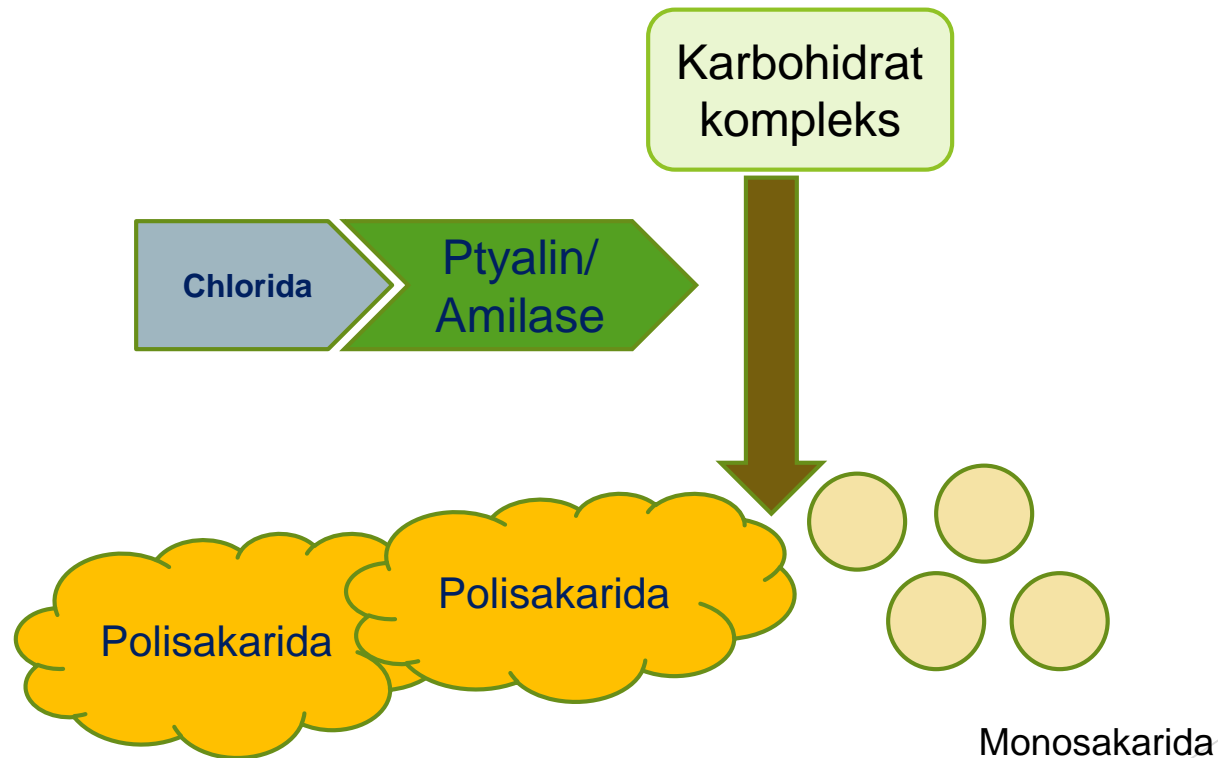 Karbohidrat
kompleks
Chlorida
Ptyalin/
Amilase
Polisakarida
Polisakarida
Monosakarida